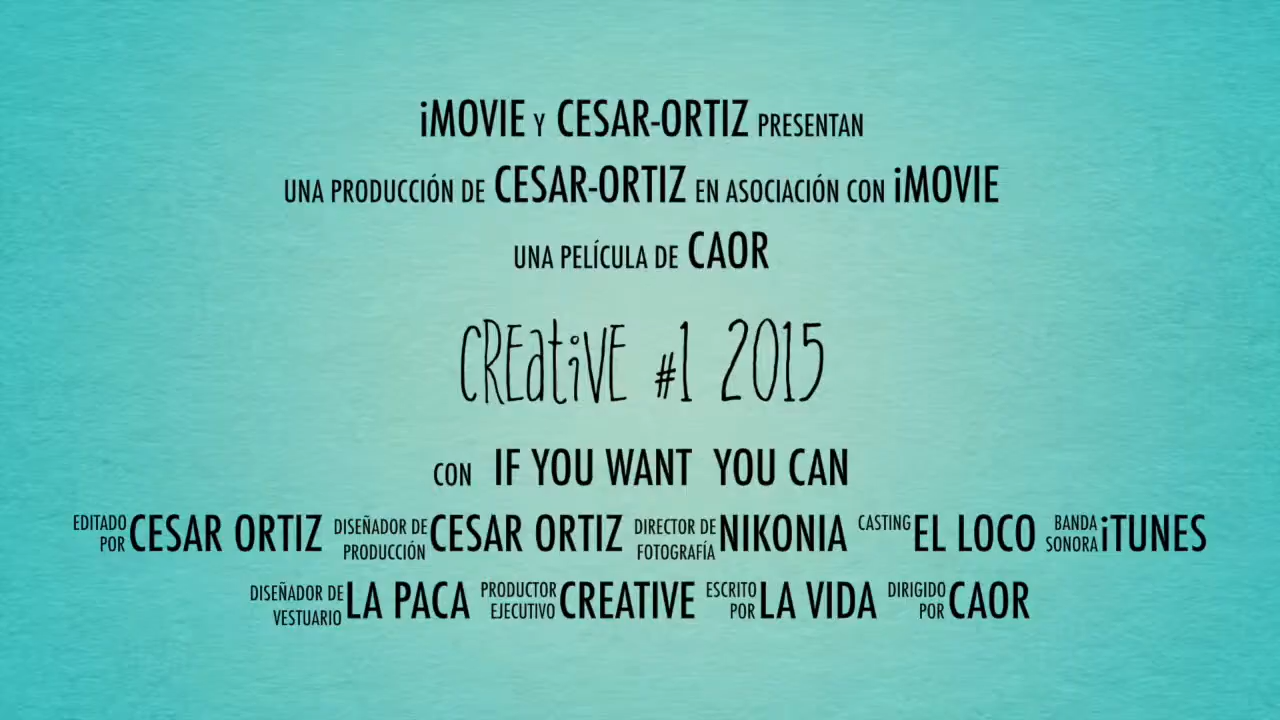 iMOVIE Y CESAR-ORTIZ PRESENTAN
UNA PRODUCCIÓN DE CESAR-ORTIZ EN ASOCIACIÓN CON iMOVIE
UNA PELÍCULA DE CAOR
CREatiVE #1 2015
CON IF YOU WANT YOU CAN
EDITADO POR CESAR ORTIZ DISEÑADOR DE PRODUCCIÓN CESAR ORTIZ DIRECTOR DE FOTOGRAFÍA NIKONIA CASTING EL LOCO BANDA SONORA iTUNES
DISEÑADOR DE VESTUARIO LA PACA PRODUCTOR EJECUTIVO CREATIVE ESCRITO POR LA VIDA DIRIGIDO POR CAOR